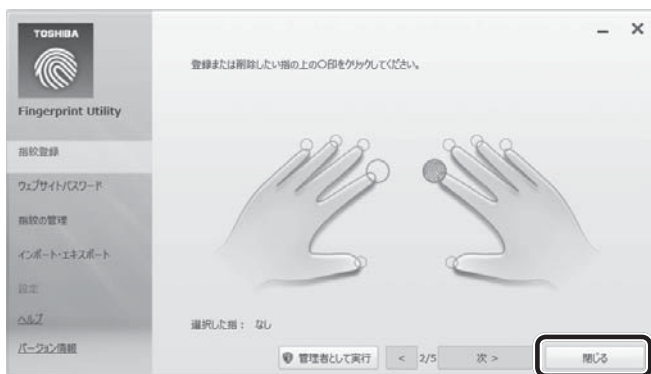 TOSHIBA
Fingerprint Utility
指紋登録
ウェブサイトパスワード
指紋の管理
インポート・エキスポート
設定
ヘルプ
バージョン情報
登録または削除したい指の上の○印をクリックしてください。
選択した指： なし
管理者として実行 < 2/5 次 > 閉じる